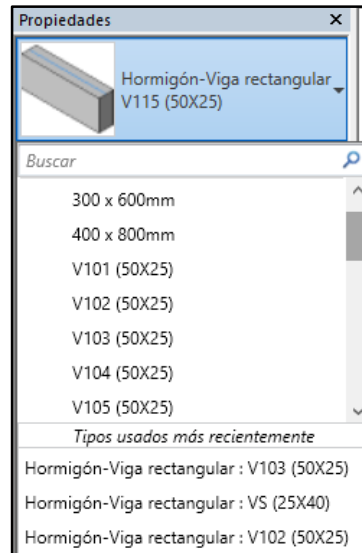 Propiedades
Hormigón-Viga rectangular
V115 (50X25)
Buscar
300 x 600mm
400 x 800mm
V101 (50X25)
V102 (50X25)
V103 (50X25)
V104 (50X25)
V105 (50X25)
Tipos usados más recientemente
Hormigón-Viga rectangular : V103 (50X25)
Hormigón-Viga rectangular : VS (25X40)
Hormigón-Viga rectangular : V102 (50X25)